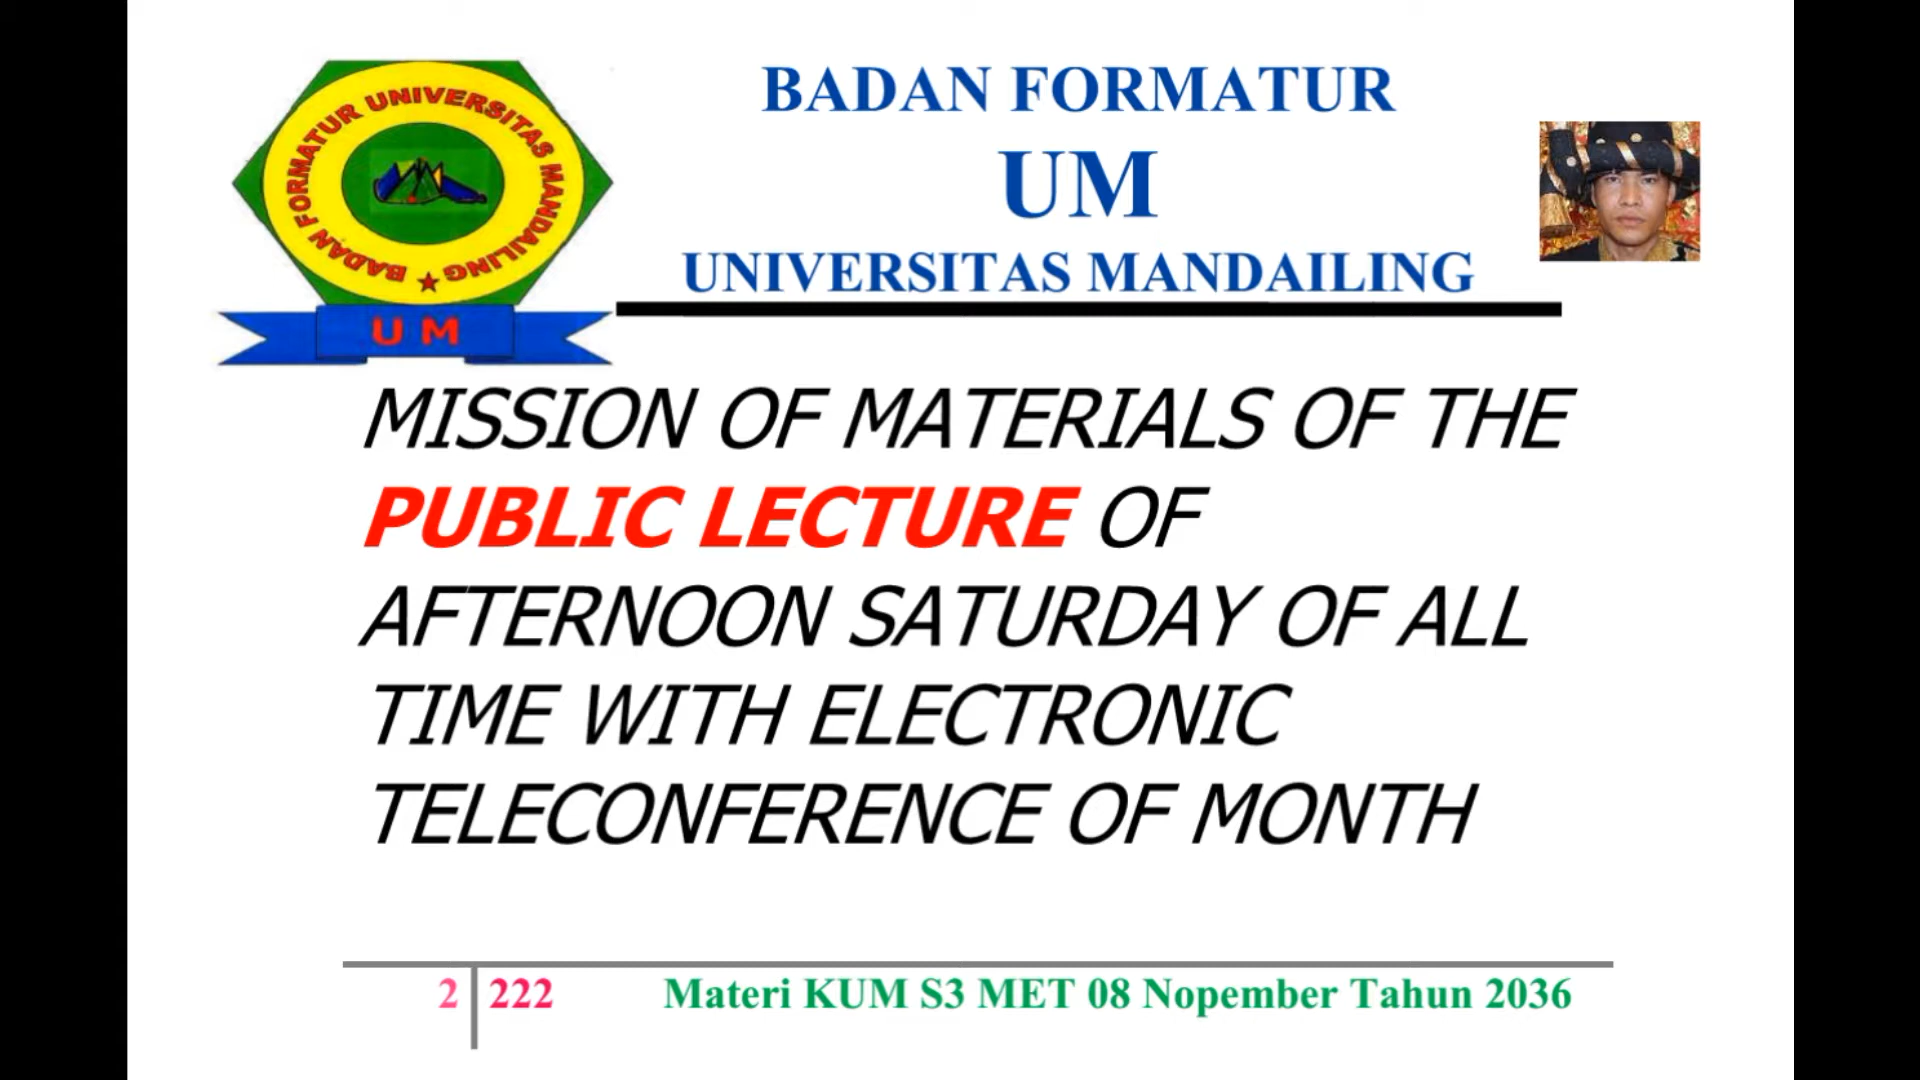 BADAN FORMATUR UNIVERSITAS MANDAILING
U M
BADAN FORMATUR
UM
UNIVERSITAS MANDAILING
MISSION OF MATERIALS OF THE
PUBLIC LECTURE OF
AFTERNOON SATURDAY OF ALL
TIME WITH ELECTRONIC
TELECONFERENCE OF MONTH
2 222 Materi KUM S3 MET 08 Nopember Tahun 2036